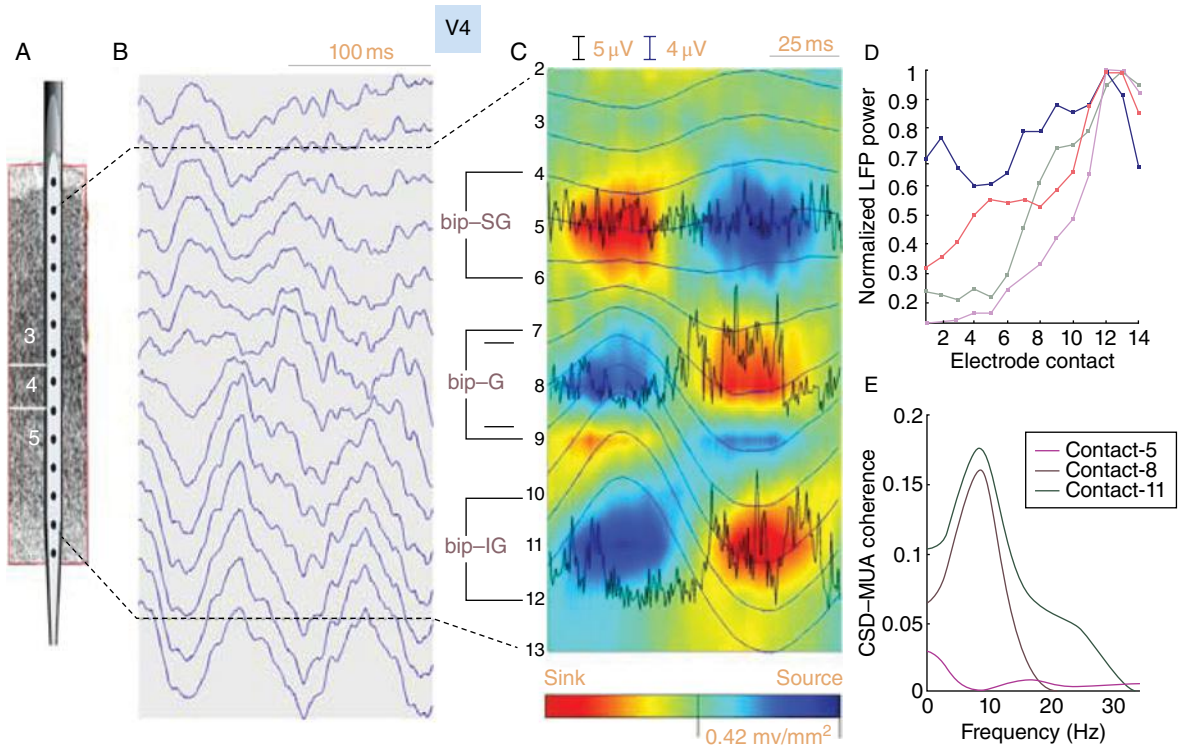 V4
A
B
100 ms
C
5 μV
4 μV
25 ms
D
3
4
5
2
3
4
5
6
7
8
9
10
11
12
13
bip–SG
bip–G
bip–IG
Sink
Source
0.42 mv/mm²
Normalized LFP power
1
0.9
0.8
0.7
0.6
0.5
0.4
0.3
0.2
2 4 6 8 10 12 14
Electrode contact
E
CSD–MUA coherence
0.2
0.15
0.1
0.05
0
Contact-5
Contact-8
Contact-11
0 10 20 30
Frequency (Hz)